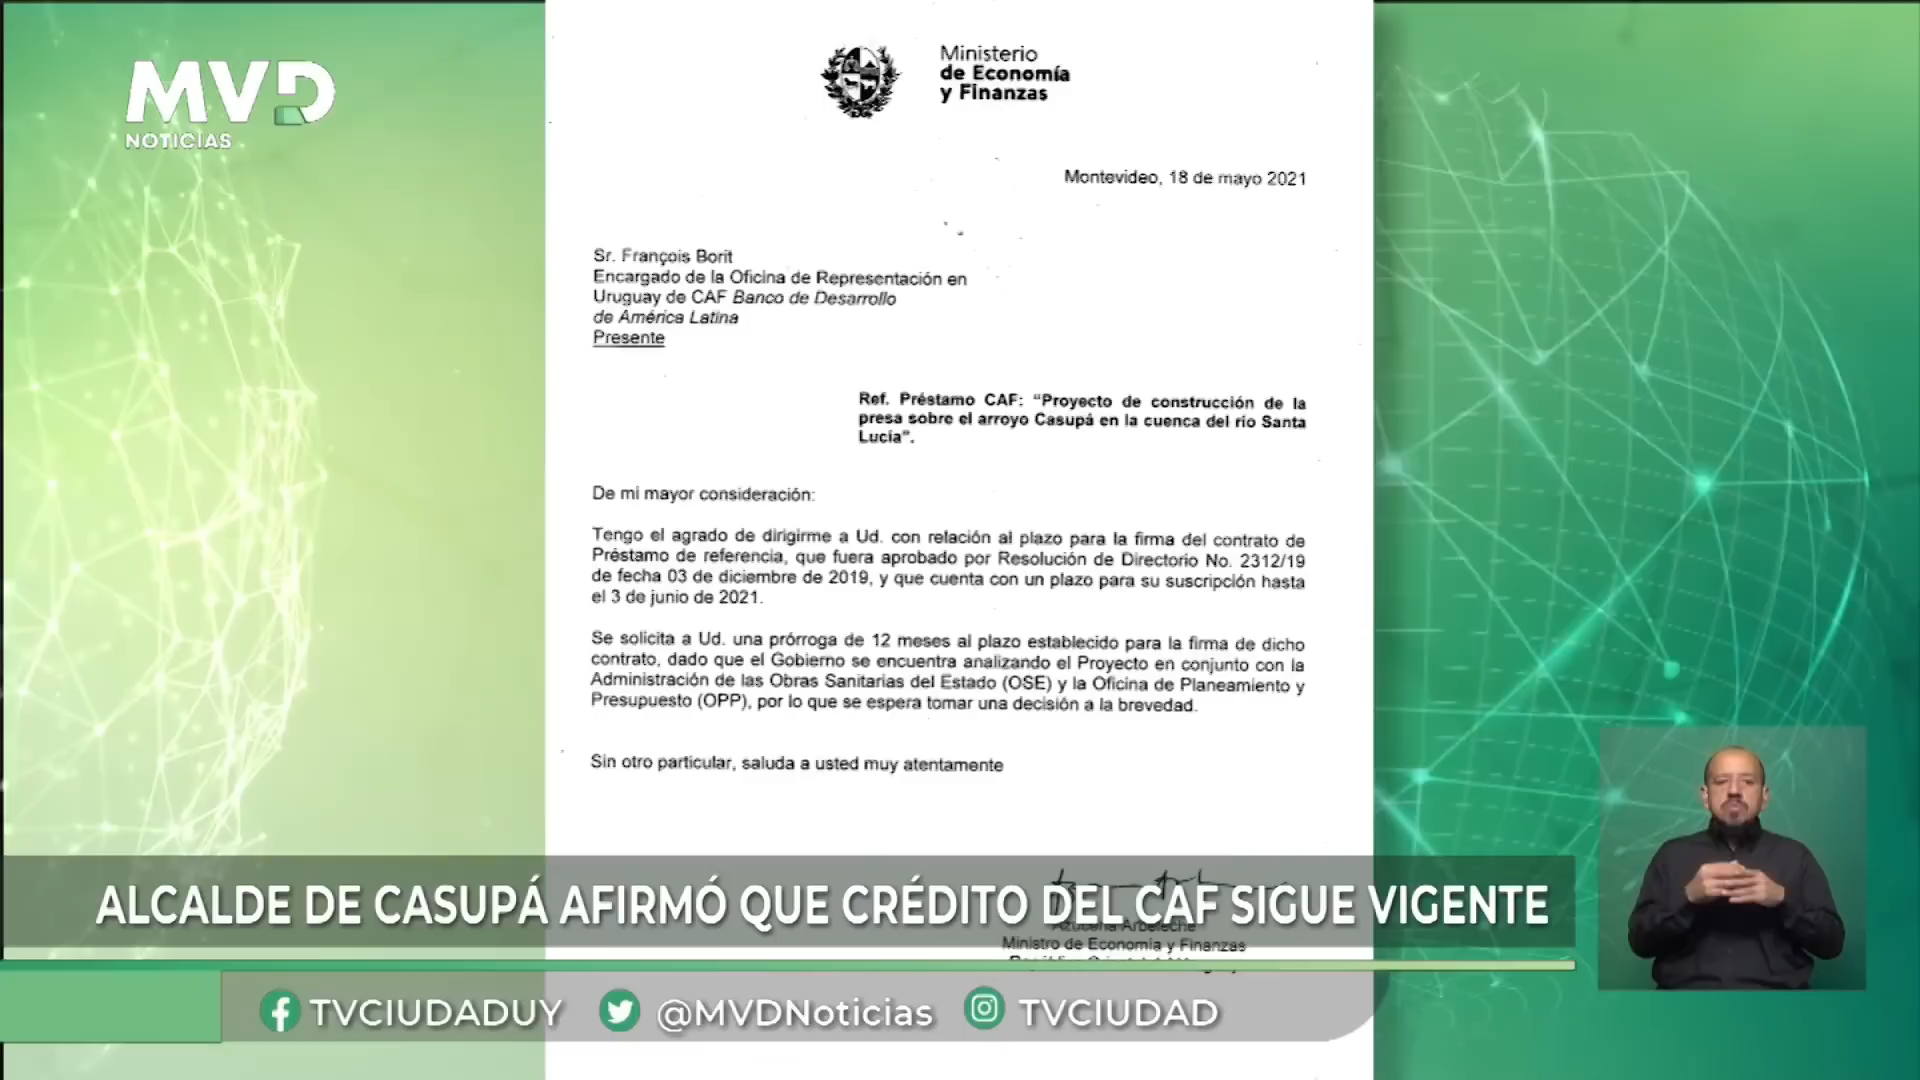 MVD
NOTICIAS
Ministerio
de Economía
y Finanzas
Montevideo, 18 de mayo 2021
Sr. François Borit
Encargado de la Oficina de Representación en
Uruguay de CAF Banco de Desarrollo
de América Latina
Presente
Ref. Préstamo CAF: "Proyecto de construcción de la
presa sobre el arroyo Casupá en la cuenca del río Santa
Lucía".
De mi mayor consideración:
Tengo el agrado de dirigirme a Ud. con relación al plazo para la firma del contrato de
Préstamo de referencia, que fuera aprobado por Resolución de Directorio No. 2312/19
de fecha 03 de diciembre de 2019, y que cuenta con un plazo para su suscripción hasta
el 3 de junio de 2021.
Se solicita a Ud. una prórroga de 12 meses al plazo establecido para la firma de dicho
contrato, dado que el Gobierno se encuentra analizando el Proyecto en conjunto con la
Administración de las Obras Sanitarias del Estado (OSE) y la Oficina de Planeamiento y
Presupuesto (OPP), por lo que se espera tomar una decisión a la brevedad.
Sin otro particular, saluda a usted muy atentamente
ALCALDE DE CASUPÁ AFIRMÓ QUE CRÉDITO DEL CAF SIGUE VIGENTE
Azucena Arbeleche
Ministro de Economía y Finanzas
TVCIUDADUY @MVDNoticias TVCIUDAD